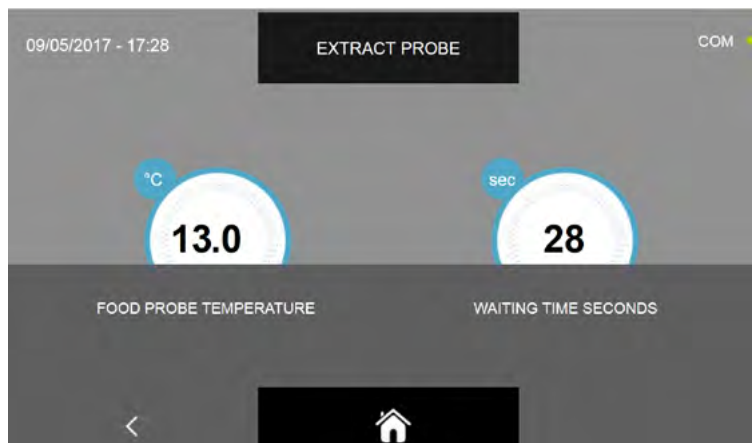 09/05/2017 - 17:28
EXTRACT PROBE
COM
°C
sec
13.0
28
FOOD PROBE TEMPERATURE
WAITING TIME SECONDS